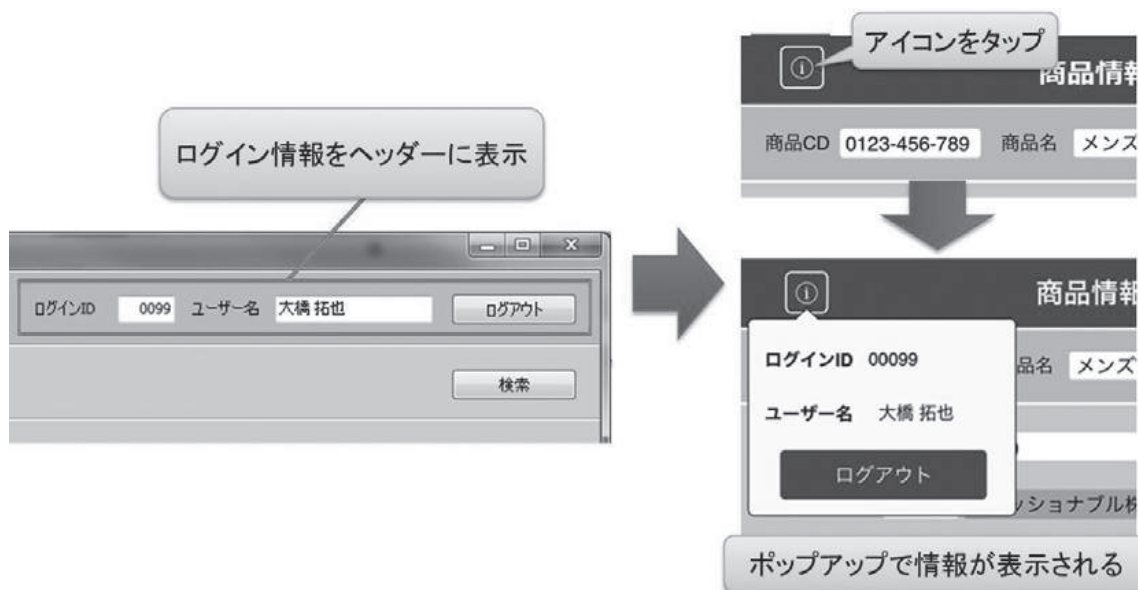 ログイン情報をヘッダーに表示
ログインID 0099 ユーザー名 大橋 拓也 ログアウト
検索
アイコンをタップ
商品情報
商品CD 0123-456-789 商品名 メンズ
商品情報
ログインID 00099
品名 メンズ
ユーザー名 大橋 拓也
ログアウト
ッショナブル株
ポップアップで情報が表示される